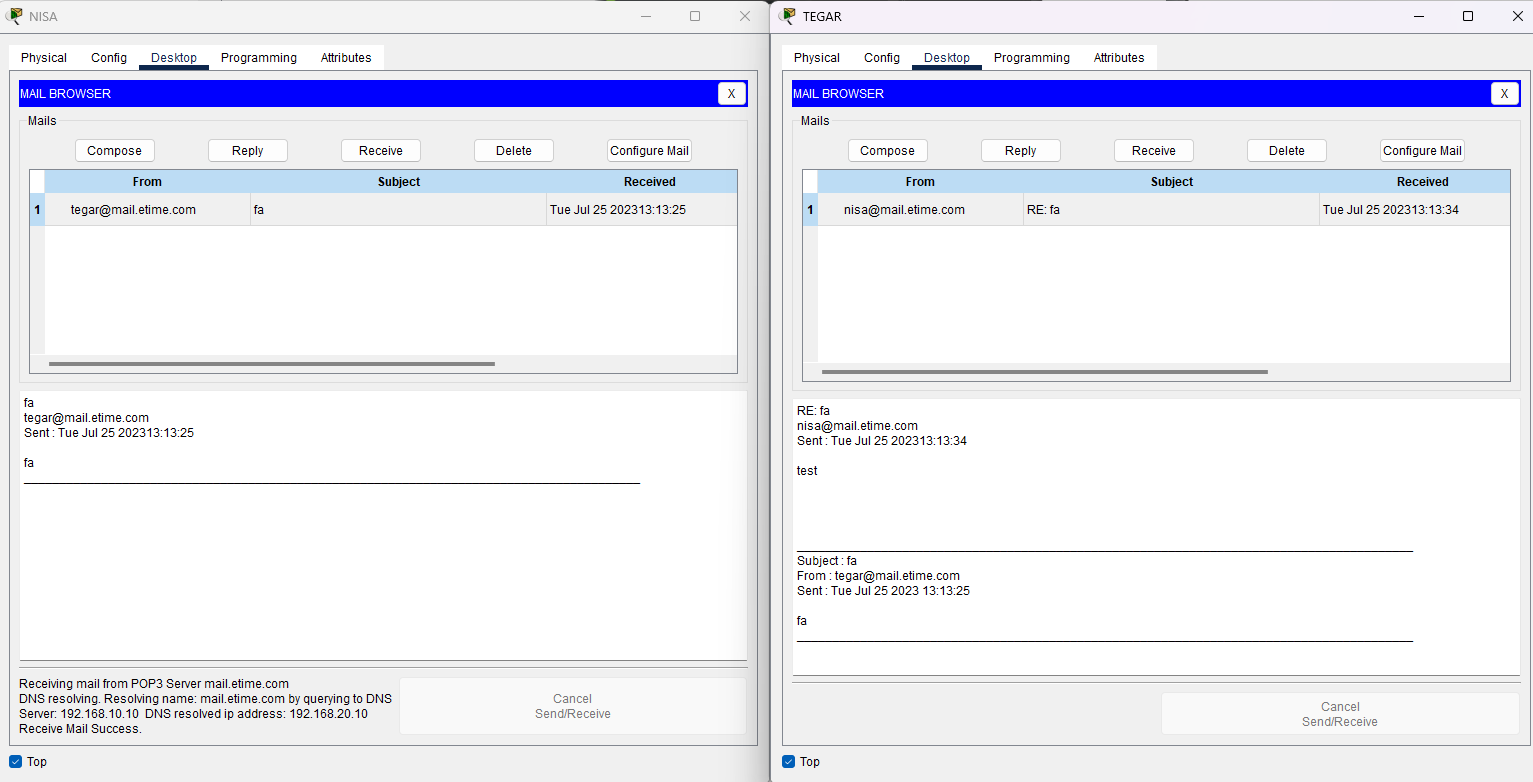 NISA
Physical Config Desktop Programming Attributes
MAIL BROWSER X
Mails
Compose Reply Receive Delete Configure Mail
From Subject Received
1 tegar@mail.etime.com fa Tue Jul 25 202313:13:25
fa
tegar@mail.etime.com
Sent : Tue Jul 25 202313:13:25
fa
Receiving mail from POP3 Server mail.etime.com
DNS resolving. Resolving name: mail.etime.com by querying to DNS
Server: 192.168.10.10 DNS resolved ip address: 192.168.20.10
Receive Mail Success.
Cancel
Send/Receive
Top
TEGAR
Physical Config Desktop Programming Attributes
MAIL BROWSER X
Mails
Compose Reply Receive Delete Configure Mail
From Subject Received
1 nisa@mail.etime.com RE: fa Tue Jul 25 202313:13:34
RE: fa
nisa@mail.etime.com
Sent : Tue Jul 25 202313:13:34
test
Subject : fa
From : tegar@mail.etime.com
Sent : Tue Jul 25 2023 13:13:25
fa
Cancel
Send/Receive
Top